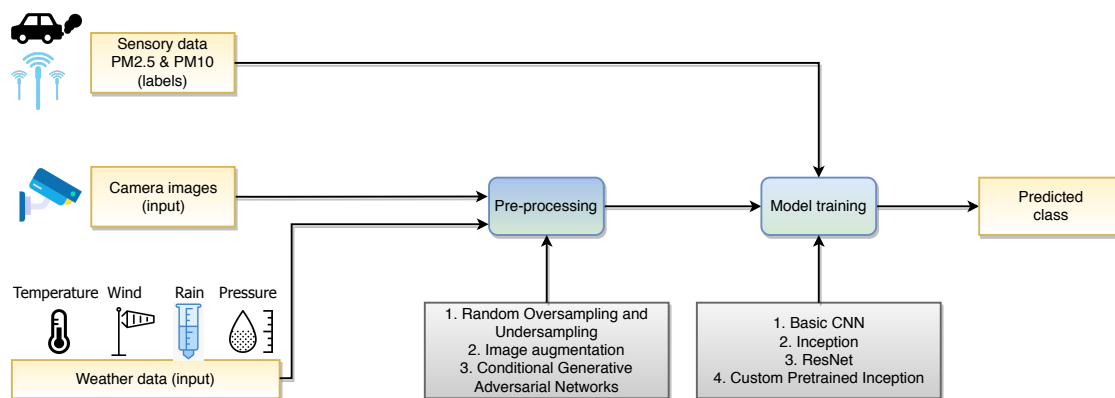 Sensory data
PM2.5 & PM10
(labels)
Camera images
(input)
Pre-processing
Model training
Predicted
class
Temperature
Wind
Rain
Pressure
Weather data (input)
1. Random Oversampling and
Undersampling
2. Image augmentation
3. Conditional Generative
Adversarial Networks
1. Basic CNN
2. Inception
3. ResNet
4. Custom Pretrained Inception